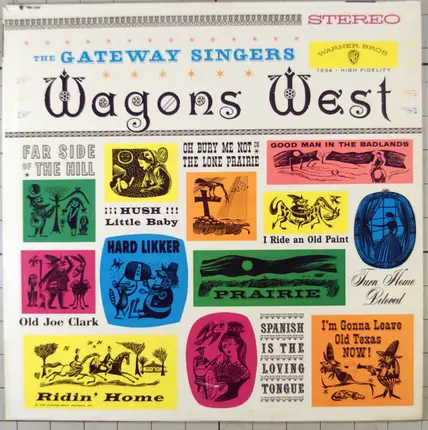 STEREO
THE GATEWAY SINGERS
WARNER BROS.
1334 - HIGH FIDELITY
Wagons West
FAR SIDE
OF THE HILL
!!! HUSH !!!
Little Baby
OH BURY ME NOT ON
THE LONE PRAIRIE
GOOD MAN IN THE BADLANDS
I Ride an Old Paint
HARD LIKKER
Turn Home
Beloved
Old Joe Clark
PRAIRIE
Ridin' Home
SPANISH
IS THE
LOVING
TONGUE
I'm Gonna Leave
Old Texas
NOW!